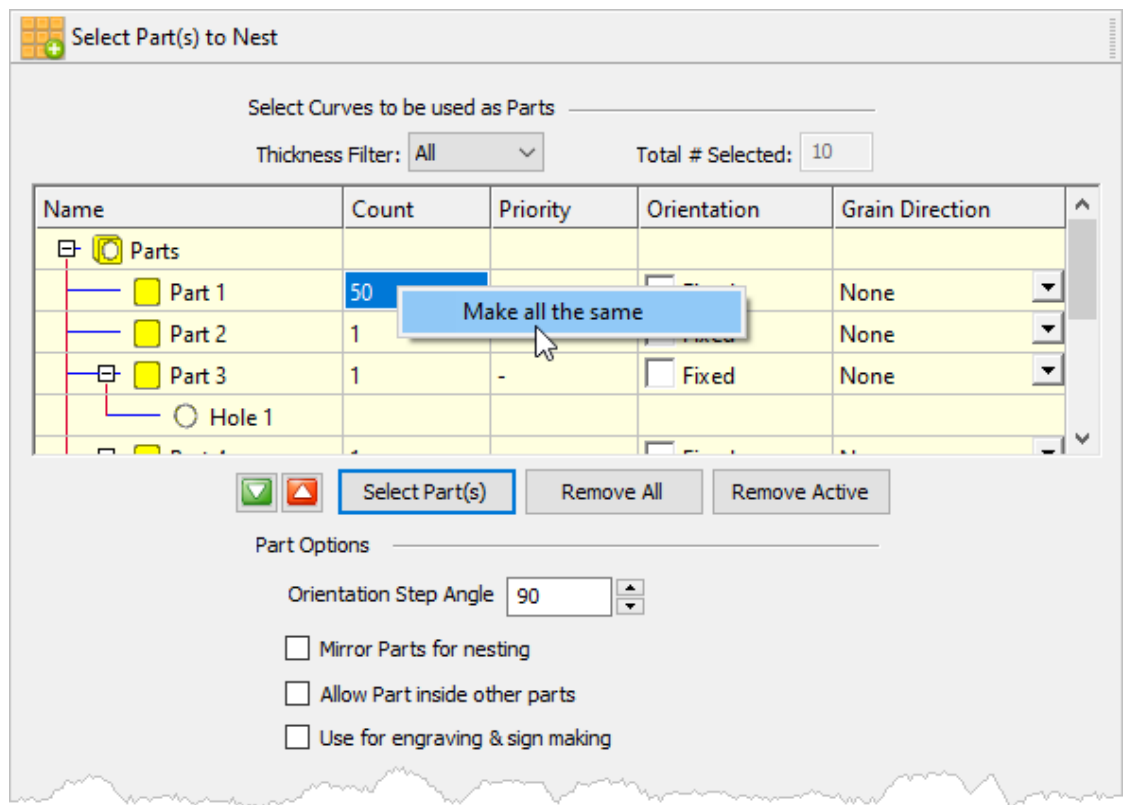 Select Part(s) to Nest
Select Curves to be used as Parts
Thickness Filter: All Total # Selected: 10
Name Count Priority Orientation Grain Direction
Parts
Part 1 50 None
Make all the same
Part 2 1 Fixed None
Part 3 1 - Fixed None
Hole 1
Select Part(s) Remove All Remove Active
Part Options
Orientation Step Angle 90
Mirror Parts for nesting
Allow Part inside other parts
Use for engraving & sign making